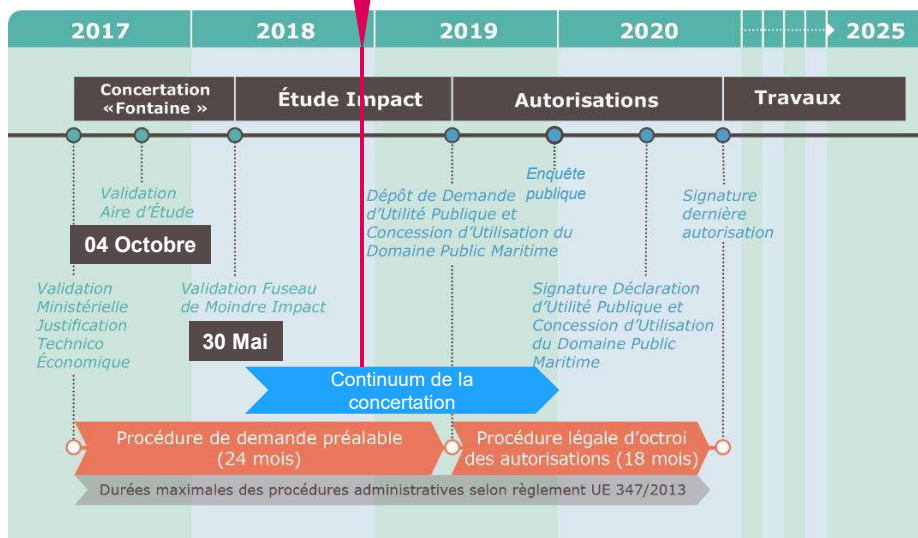 2017
2018
2019
2020
2025
Concertation
«Fontaine »
Étude Impact
Autorisations
Travaux
Validation
Aire d’Étude
04 Octobre
Validation
Ministérielle
Justification
Technico
Économique
Validation Fuseau
de Moindre Impact
30 Mai
Dépôt de Demande
d’Utilité Publique et
Concession d’Utilisation du
Domaine Public Maritime
Enquête
publique
Signature Déclaration
d’Utilité Publique et
Concession d’Utilisation
du Domaine Public
Maritime
Signature
dernière
autorisation
Continuum de la
concertation
Procédure de demande préalable
(24 mois)
Procédure légale d’octroi
des autorisations (18 mois)
Durées maximales des procédures administratives selon règlement UE 347/2013